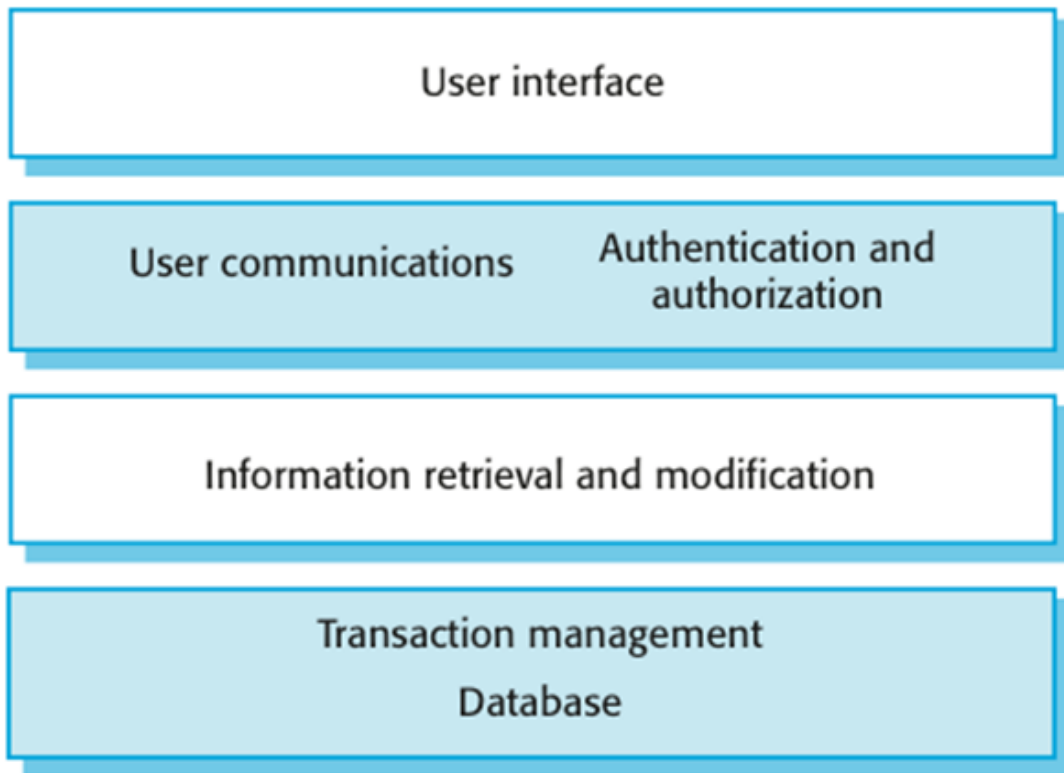 User interface
User communications
Authentication and
authorization
Information retrieval and modification
Transaction management
Database